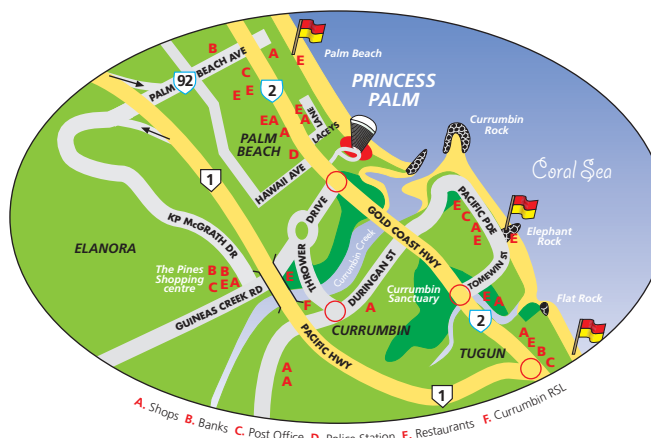 B
A
E
Palm Beach
PALM BEACH AVE
92
C
2
PRINCESS
PALM
E E
E
A
LACEYS
LANE
EA
A
PALM
BEACH
D
HAWAII AVE
Currumbin
Rock
Coral Sea
1
DRIVE
THROWER
GOLD COAST HWY
PACIFIC PDE
E
C
A
E
E
Elephant
Rock
KP McGRATH DR
ELANORA
The Pines
Shopping
centre
B B
C E A
GUINEAS CREEK RD
E
F
Currumbin Creek
DURINGAN ST
A
CURRUMBIN
Currumbin
Sanctuary
TOMEWIN ST
E A
Flat Rock
2
TUGUN
A
E
B
C
PACIFIC HWY
A
A
1
A. Shops B. Banks C. Post Office D. Police Station E. Restaurants F. Currumbin RSL